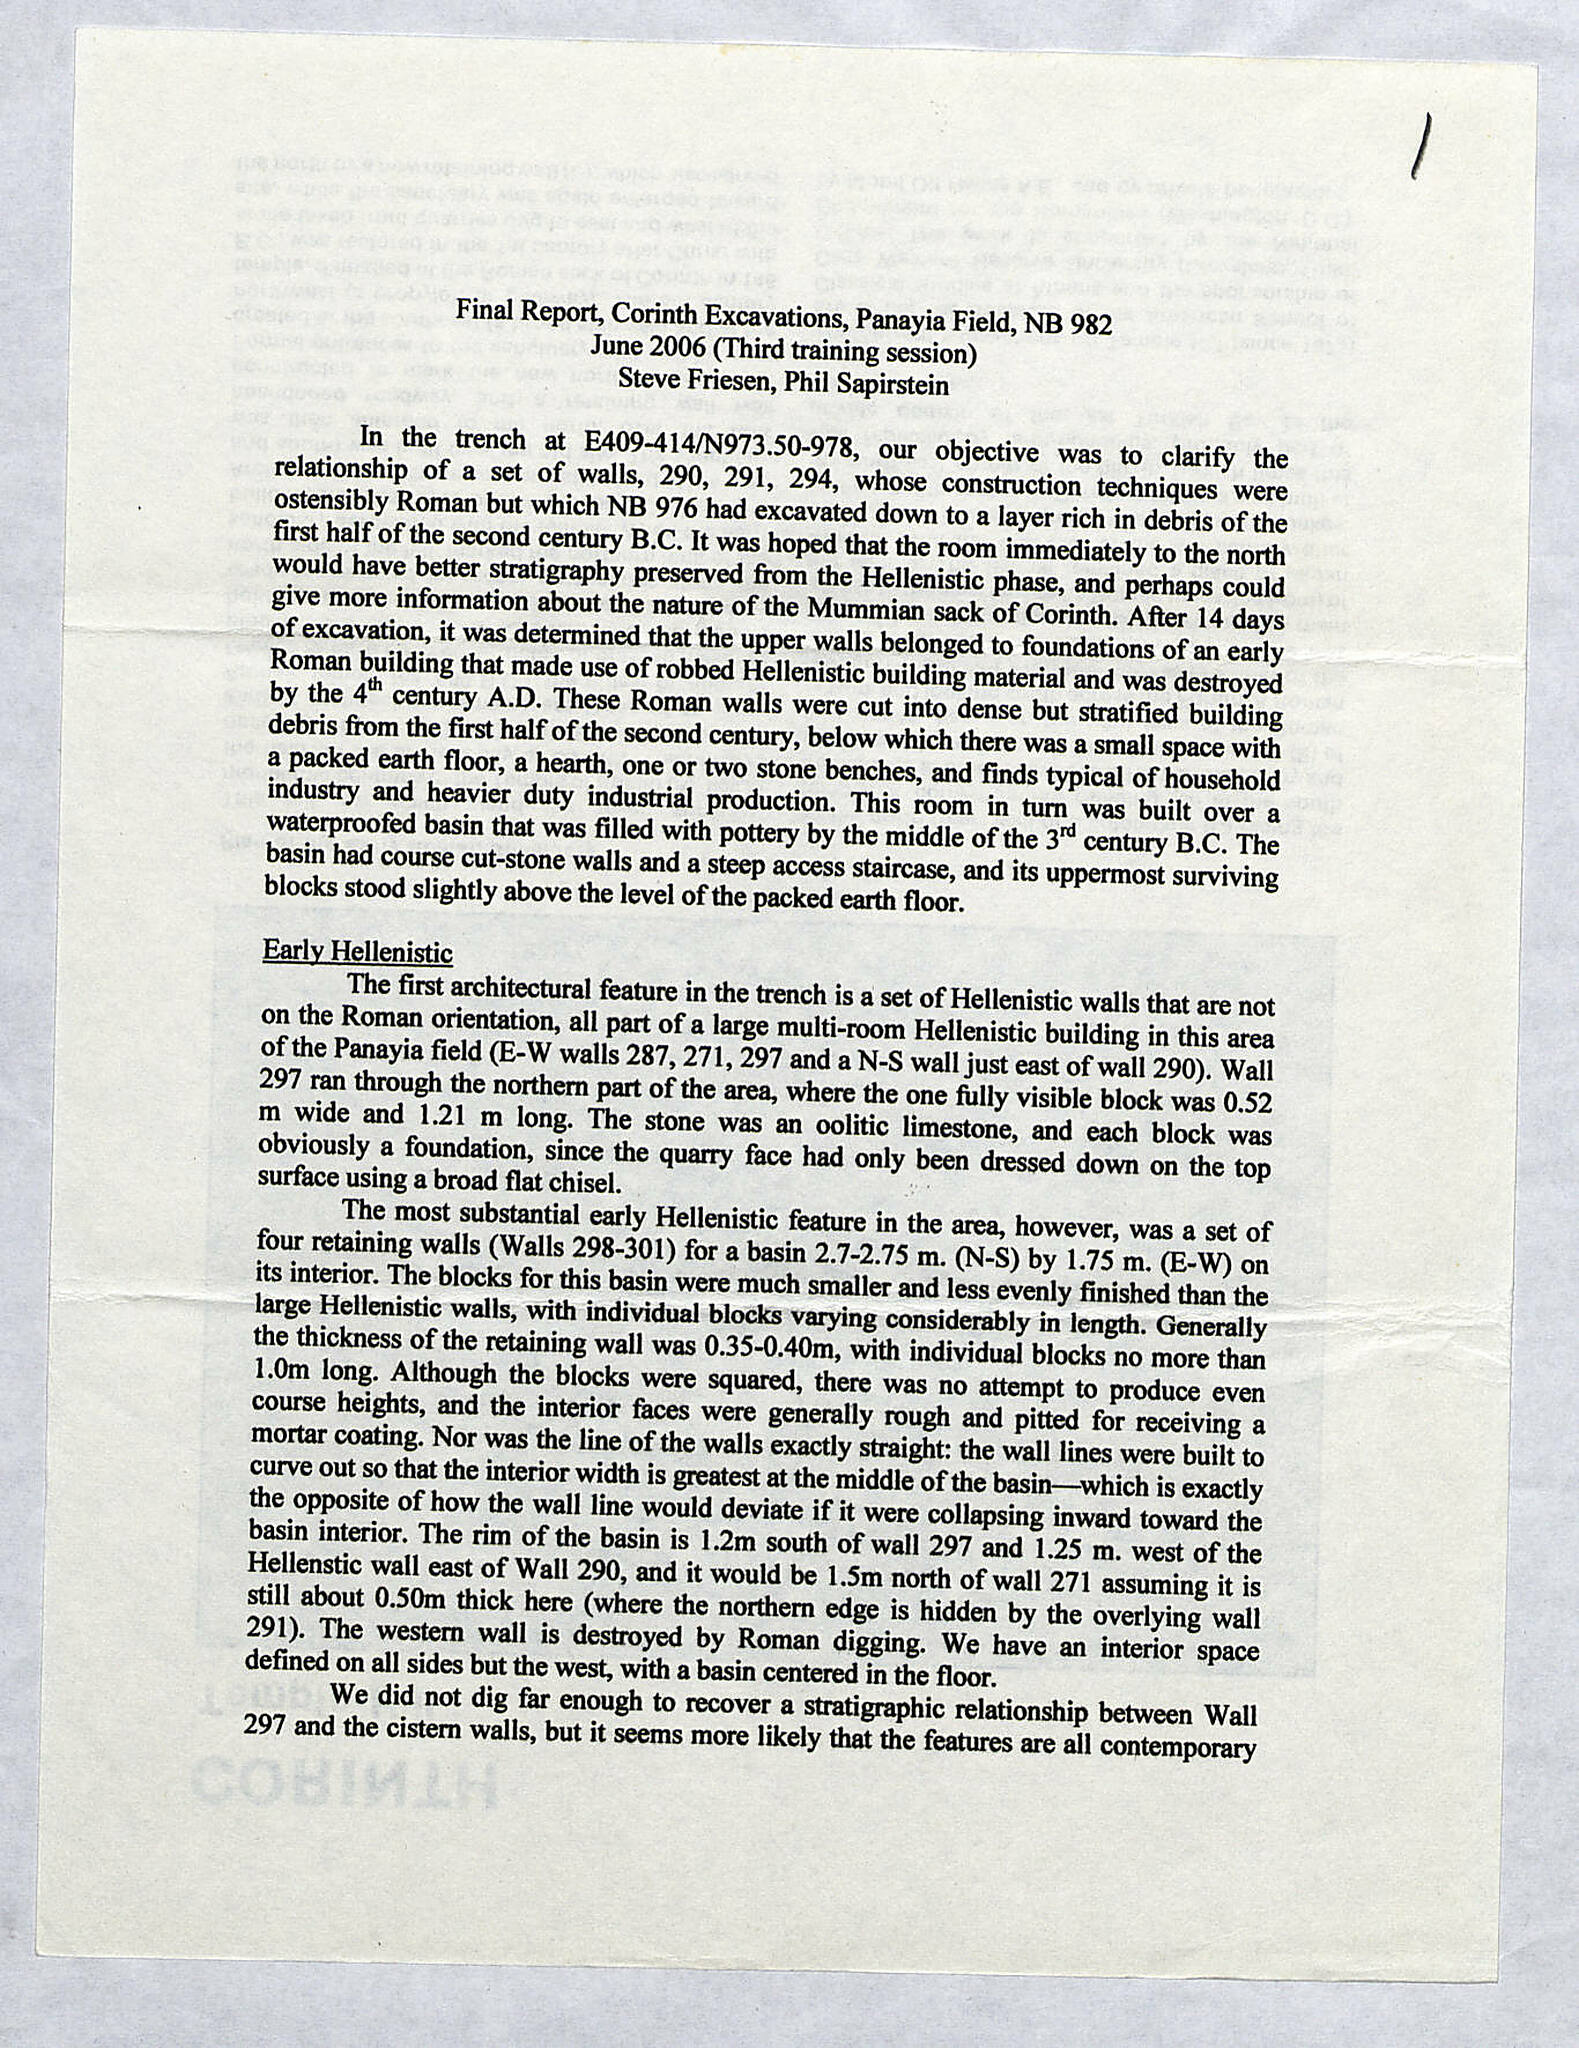 1
Final Report, Corinth Excavations, Panayia Field, NB 982
June 2006 (Third training session)
Steve Friesen, Phil Sapirstein
In the trench at E409-414/N973.50-978, our objective was to clarify the
relationship of a set of walls, 290, 291, 294, whose construction techniques were
ostensibly Roman but which NB 976 had excavated down to a layer rich in debris of the
first half of the second century B.C. It was hoped that the room immediately to the north
would have better stratigraphy preserved from the Hellenistic phase, and perhaps could
give more information about the nature of the Mummian sack of Corinth. After 14 days
of excavation, it was determined that the upper walls belonged to foundations of an early
Roman building that made use of robbed Hellenistic building material and was destroyed
by the 4th century A.D. These Roman walls were cut into dense but stratified building
debris from the first half of the second century, below which there was a small space with
a packed earth floor, a hearth, one or two stone benches, and finds typical of household
industry and heavier duty industrial production. This room in turn was built over a
waterproofed basin that was filled with pottery by the middle of the 3rd century B.C. The
basin had course cut-stone walls and a steep access staircase, and its uppermost surviving
blocks stood slightly above the level of the packed earth floor.
Early Hellenistic
The first architectural feature in the trench is a set of Hellenistic walls that are not
on the Roman orientation, all part of a large multi-room Hellenistic building in this area
of the Panayia field (E-W walls 287, 271, 297 and a N-S wall just east of wall 290). Wall
297 ran through the northern part of the area, where the one fully visible block was 0.52
m wide and 1.21 m long. The stone was an oolitic limestone, and each block was
obviously a foundation, since the quarry face had only been dressed down on the top
surface using a broad flat chisel.
The most substantial early Hellenistic feature in the area, however, was a set of
four retaining walls (Walls 298-301) for a basin 2.7-2.75 m. (N-S) by 1.75 m. (E-W) on
its interior. The blocks for this basin were much smaller and less evenly finished than the
large Hellenistic walls, with individual blocks varying considerably in length. Generally
the thickness of the retaining wall was 0.35-0.40m, with individual blocks no more than
1.0m long. Although the blocks were squared, there was no attempt to produce even
course heights, and the interior faces were generally rough and pitted for receiving a
mortar coating. Nor was the line of the walls exactly straight: the wall lines were built to
curve out so that the interior width is greatest at the middle of the basin—which is exactly
the opposite of how the wall line would deviate if it were collapsing inward toward the
basin interior. The rim of the basin is 1.2m south of wall 297 and 1.25 m. west of the
Hellenstic wall east of Wall 290, and it would be 1.5m north of wall 271 assuming it is
still about 0.50m thick here (where the northern edge is hidden by the overlying wall
291). The western wall is destroyed by Roman digging. We have an interior space
defined on all sides but the west, with a basin centered in the floor.
We did not dig far enough to recover a stratigraphic relationship between Wall
297 and the cistern walls, but it seems more likely that the features are all contemporary
CORINTH